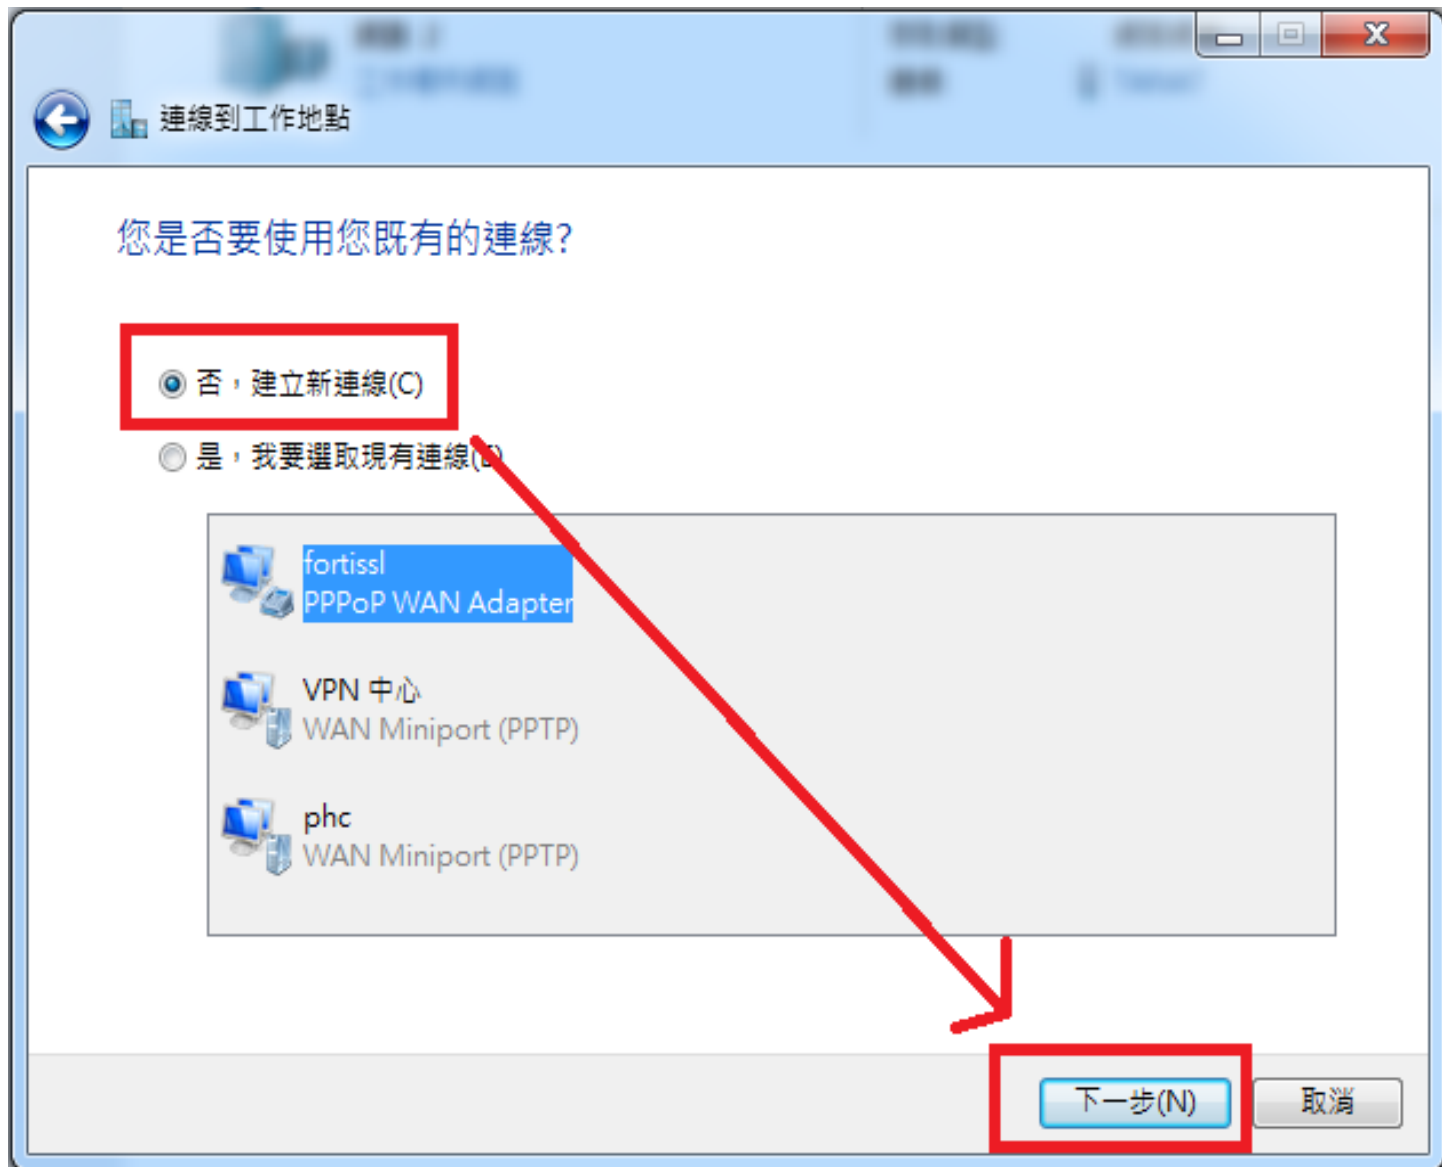 連線到工作地點
您是否要使用您既有的連線?
否，建立新連線(C)
是，我要選取現有連線(E)
fortissl
PPPoP WAN Adapter
VPN 中心
WAN Miniport (PPTP)
phc
WAN Miniport (PPTP)
下一步(N)
取消